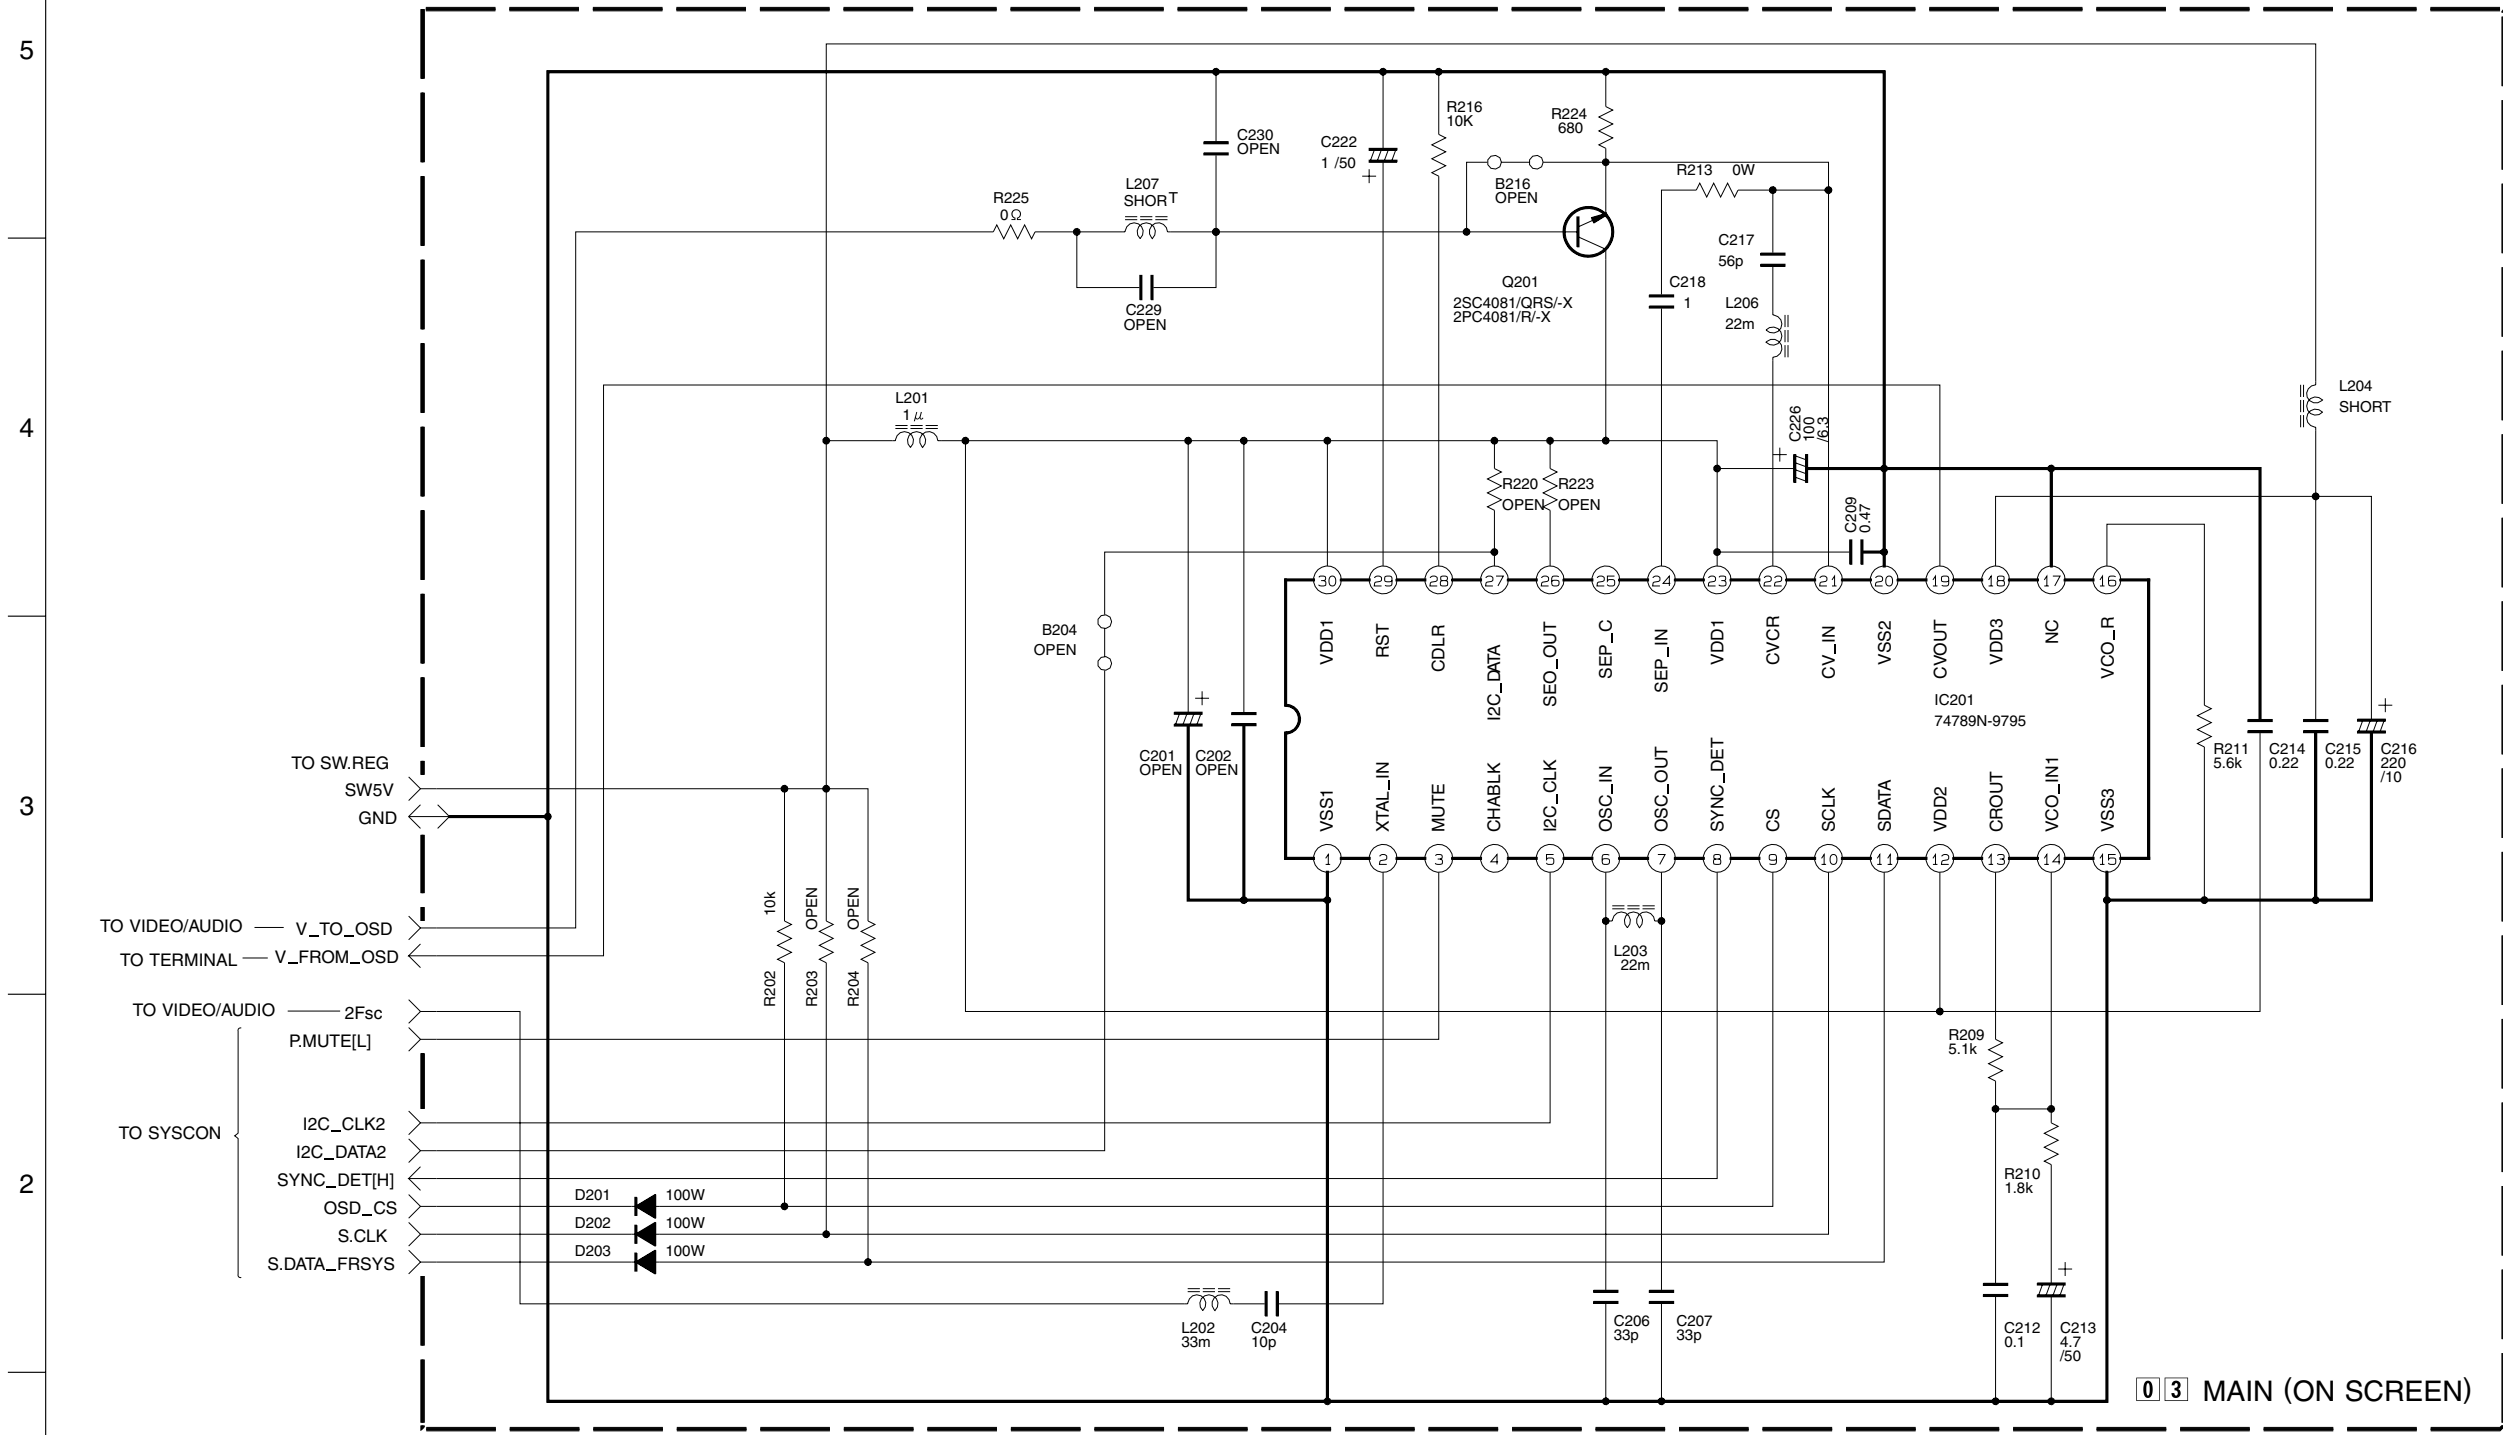 5
4
3
2
R216
10K
R224
680
C230
OPEN
C222
1 /50
+
B216
OPEN
R213 0W
L207
SHORT
R225
0Ω
C229
OPEN
Q201
2SC4081/QRS/-X
2PC4081/R/-X
C217
56p
C218
1
L206
22m
L204
SHORT
L201
1μ
C226
100
/6.3
+
R220
OPEN
R223
OPEN
C209
0.47
30
29
28
27
26
25
24
23
22
21
20
19
18
17
16
VDD1
RST
CDLR
I2C_DATA
SEO_OUT
SEP_C
SEP_IN
VDD1
CVCR
CV_IN
VSS2
CVOUT
VDD3
NC
VCO_R
B204
OPEN
IC201
74789N-9795
+
C201
OPEN
C202
OPEN
R211
5.6k
C214
0.22
C215
0.22
+
C216
220
/10
VSS1
XTAL_IN
MUTE
CHABLK
I2C_CLK
OSC_IN
OSC_OUT
SYNC_DET
CS
SCLK
SDATA
VDD2
CROUT
VCO_IN1
VSS3
1
2
3
4
5
6
7
8
9
10
11
12
13
14
15
TO SW.REG
SW5V
GND
TO VIDEO/AUDIO V_TO_OSD
TO TERMINAL V_FROM_OSD
TO VIDEO/AUDIO 2Fsc
P.MUTE[L]
TO SYSCON
I2C_CLK2
I2C_DATA2
SYNC_DET[H]
OSD_CS
S.CLK
S.DATA_FRSYS
R202 10k
R203 OPEN
R204 OPEN
D201 100W
D202 100W
D203 100W
L203
22m
R209
5.1k
R210
1.8k
L202
33m
C204
10p
C206
33p
C207
33p
C212
0.1
+
C213
4.7
/50
0 3 MAIN (ON SCREEN)